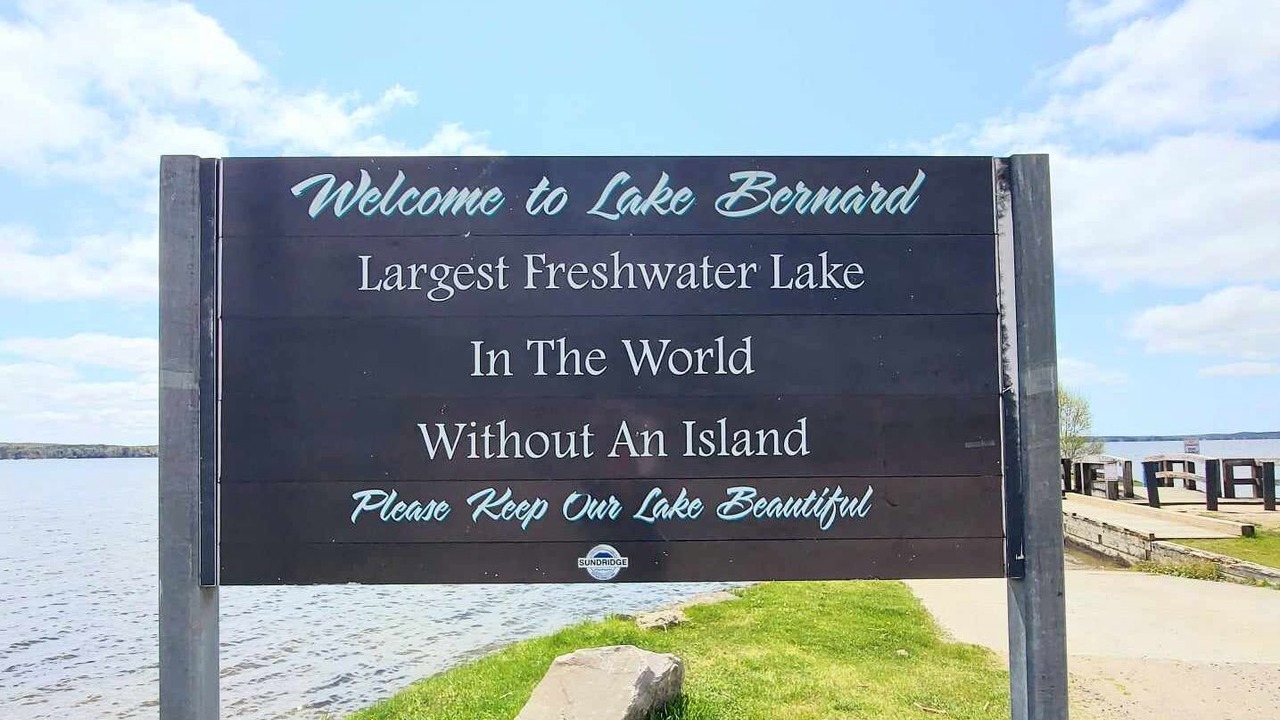 Welcome to Lake Bernard
Largest Freshwater Lake
In The World
Without An Island
Please Keep Our Lake Beautiful
SUNDRIDGE